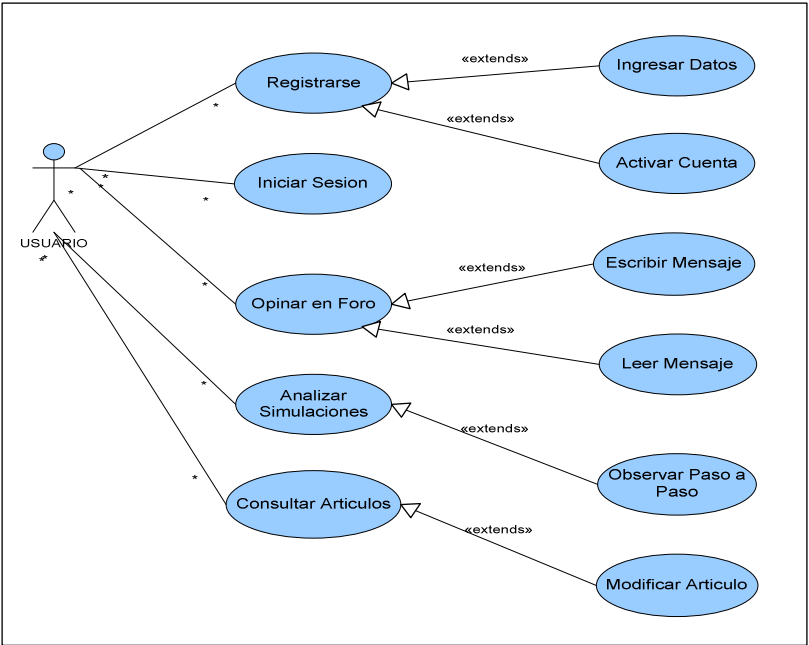 «extends»
Ingresar Datos
Registrarse
*
«extends»
Activar Cuenta
*
*
*
Iniciar Sesion
*
USUARIO
*
*
«extends»
Escribir Mensaje
*
Opinar en Foro
«extends»
Leer Mensaje
*
Analizar
Simulaciones
«extends»
Observar Paso a
Paso
*
Consultar Articulos
«extends»
Modificar Articulo